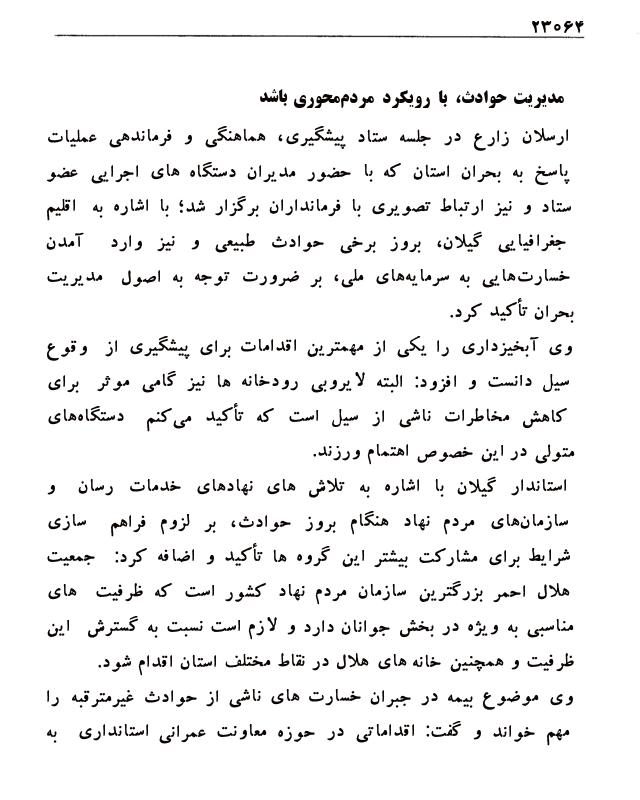 ۲۳۰۶۴
مدیریت حوادث، با رویکرد مردم‌محوری باشد
ارسلان زارع در جلسه ستاد پیشگیری، هماهنگی و فرماندهی عملیات
پاسخ به بحران استان که با حضور مدیران دستگاه های اجرایی عضو
ستاد و نیز ارتباط تصویری با فرمانداران برگزار شد؛ با اشاره به اقلیم
جغرافیایی گیلان، بروز برخی حوادث طبیعی و نیز وارد آمدن
خسارت‌هایی به سرمایه‌های ملی، بر ضرورت توجه به اصول مدیریت
بحران تأکید کرد.
وی آبخیزداری را یکی از مهمترین اقدامات برای پیشگیری از وقوع
سیل دانست و افزود: البته لایروبی رودخانه ها نیز گامی موثر برای
کاهش مخاطرات ناشی از سیل است که تأکید می‌کنم دستگاه‌های
متولی در این خصوص اهتمام ورزند.
استاندار گیلان با اشاره به تلاش های نهادهای خدمات رسان و
سازمان‌های مردم نهاد هنگام بروز حوادث، بر لزوم فراهم سازی
شرایط برای مشارکت بیشتر این گروه ها تأکید و اضافه کرد: جمعیت
هلال احمر بزرگترین سازمان مردم نهاد کشور است که ظرفیت های
مناسبی به ویژه در بخش جوانان دارد و لازم است نسبت به گسترش این
ظرفیت و همچنین خانه های هلال در نقاط مختلف استان اقدام شود.
وی موضوع بیمه در جبران خسارت های ناشی از حوادث غیرمترقبه را
مهم خواند و گفت: اقداماتی در حوزه معاونت عمرانی استانداری به